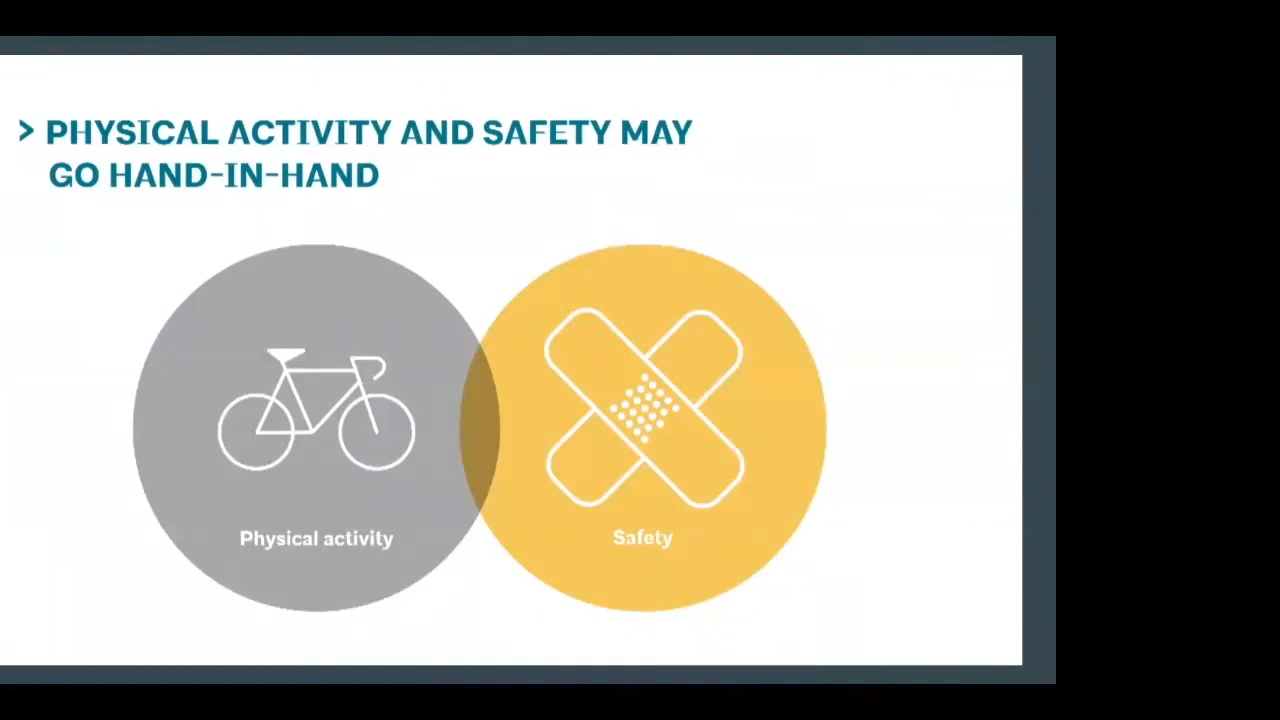 > PHYSICAL ACTIVITY AND SAFETY MAY
GO HAND-IN-HAND
Physical activity
Safety